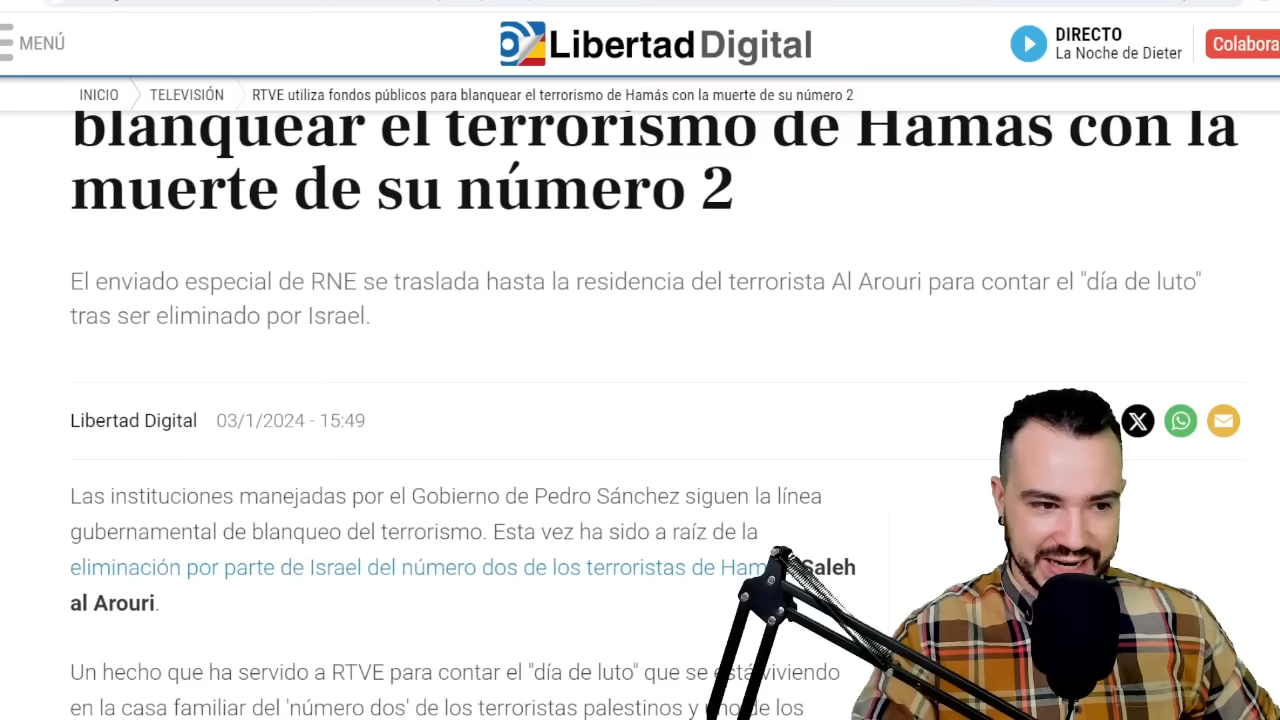 MENÚ
Libertad Digital
DIRECTO
La Noche de Dieter
Colabora
INICIO
TELEVISIÓN
RTVE utiliza fondos públicos para blanquear el terrorismo de Hamás con la muerte de su número 2
blanquear el terrorismo de Hamás con la
muerte de su número 2
El enviado especial de RNE se traslada hasta la residencia del terrorista Al Arouri para contar el "día de luto"
tras ser eliminado por Israel.
Libertad Digital 03/1/2024 - 15:49
Las instituciones manejadas por el Gobierno de Pedro Sánchez siguen la línea
gubernamental de blanqueo del terrorismo. Esta vez ha sido a raíz de la
eliminación por parte de Israel del número dos de los terroristas de Ham Saleh
al Arouri.
Un hecho que ha servido a RTVE para contar el "día de luto" que se está viviendo
en la casa familiar del 'número dos' de los terroristas palestinos y uno de los